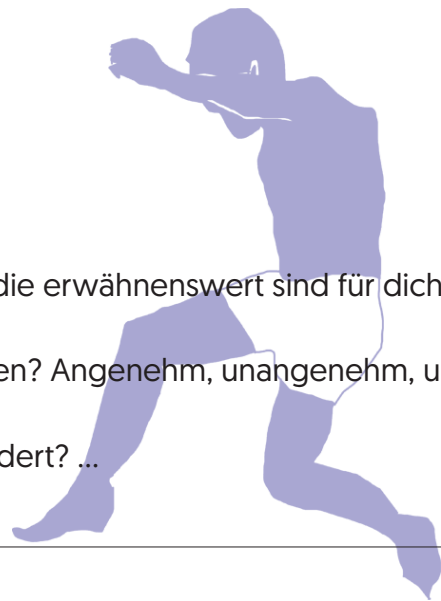 die erwähnenswert sind für dich
en? Angenehm, unangenehm, u
dert? ...